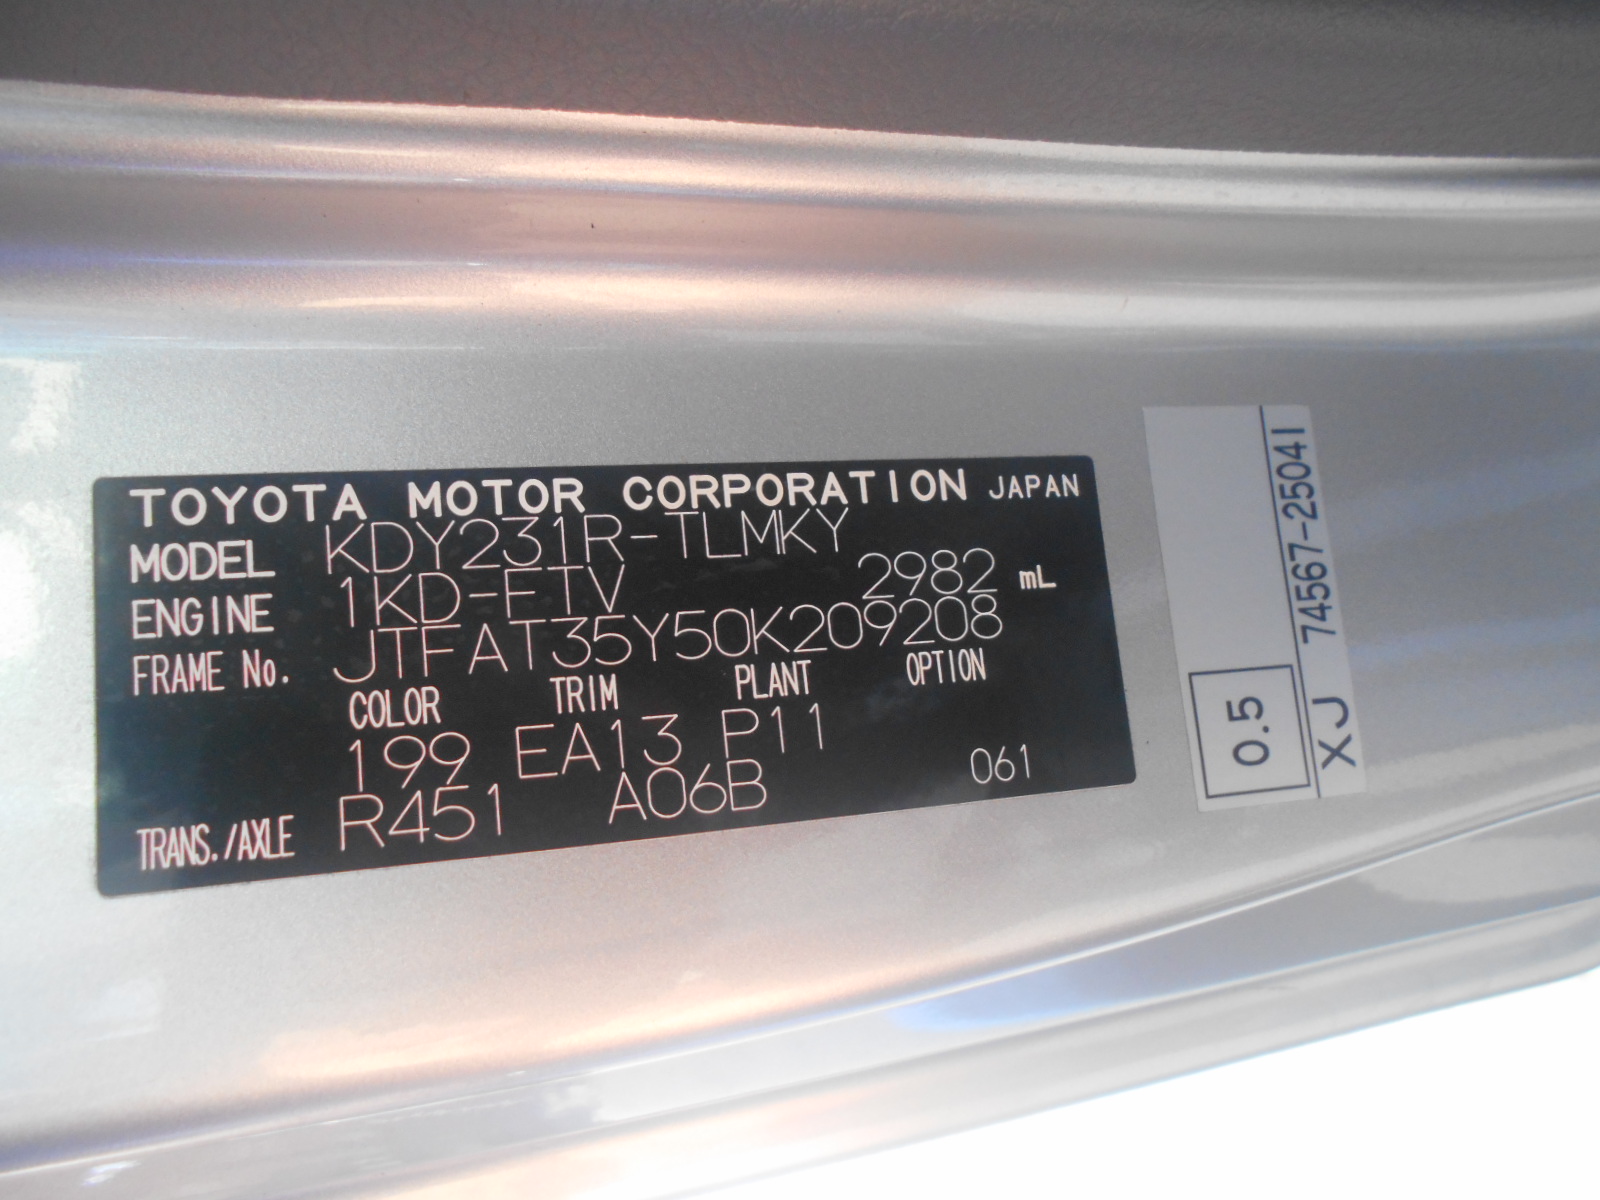 TOYOTA MOTOR CORPORATION JAPAN
MODEL KDY231R-TLMKY
ENGINE 1KD-FTV 2982 mL
FRAME No. JTFAT35Y50K209208
COLOR TRIM PLANT OPTION
199 EA13 P11
TRANS./AXLE R451 A06B 061
0.5
XJ 74567-25041